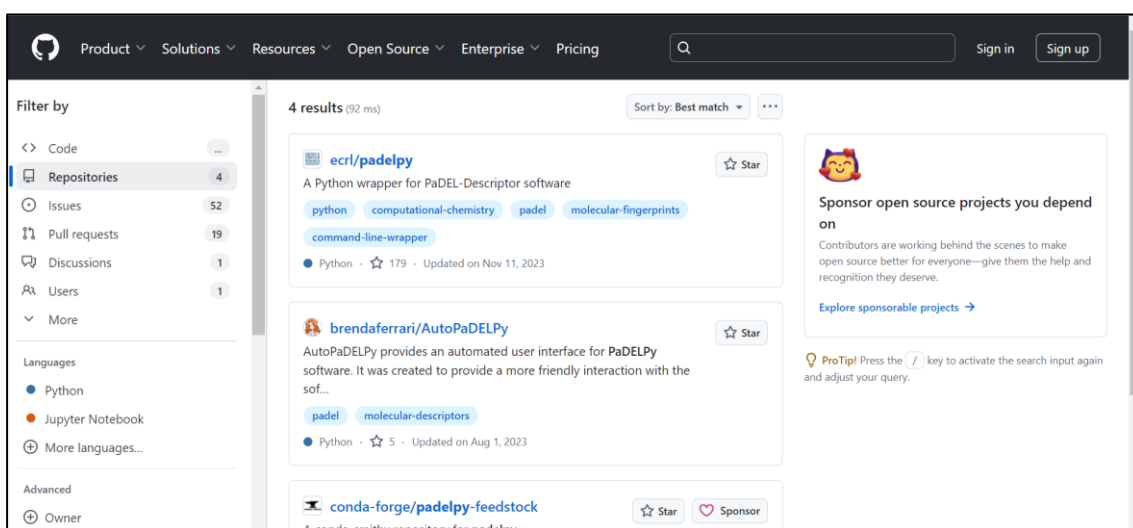 Product Solutions Resources Open Source Enterprise Pricing Sign in Sign up
Filter by
<> Code ...
Repositories 4
Issues 52
Pull requests 19
Discussions 1
Users 1
More
Languages
Python
Jupyter Notebook
More languages...
Advanced
Owner
4 results (92 ms) Sort by: Best match ...
ecrl/padelpy Star
A Python wrapper for PaDEL-Descriptor software
python computational-chemistry padel molecular-fingerprints
command-line-wrapper
Python · 179 · Updated on Nov 11, 2023
brendaferrari/AutoPaDELPy Star
AutoPaDELPy provides an automated user interface for PaDELPy
software. It was created to provide a more friendly interaction with the
sof...
padel molecular-descriptors
Python · 5 · Updated on Aug 1, 2023
conda-forge/padelpy-feedstock Star Sponsor
A conda-smithy repository for padelpy.
Sponsor open source projects you depend
on
Contributors are working behind the scenes to make
open source better for everyone—give them the help and
recognition they deserve.
Explore sponsorable projects →
ProTip! Press the / key to activate the search input again
and adjust your query.